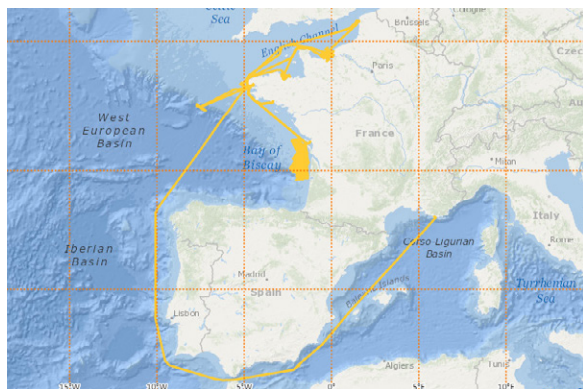 Celtic
Sea
Brussels
English Channel
Paris
West
European
Basin
Bay of
Biscay
France
Milan
Italy
Corso Ligurian
Basin
Rome
Iberian
Basin
Madrid
Spain
Balearic Islands
Tyrrhenian
Sea
Lisbon
Algiers
Tunis
15°W
10°W
5°W
0°
5°E
10°E